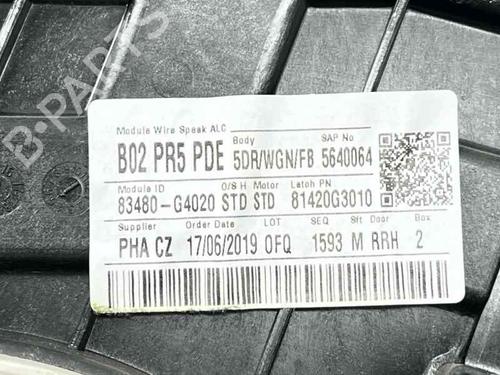 B-PARTS
Module Wire Speak ALC Body SAP No
B02 PR5 PDE 5DR/WGN/FB 5640064
Module ID O/S H Motor Latch PN
83480-G4020 STD STD 81420G3010
Supplier Order Date LOT SEQ Sft Door Box
PHA CZ 17/06/2019 0FQ 1593 M RRH 2